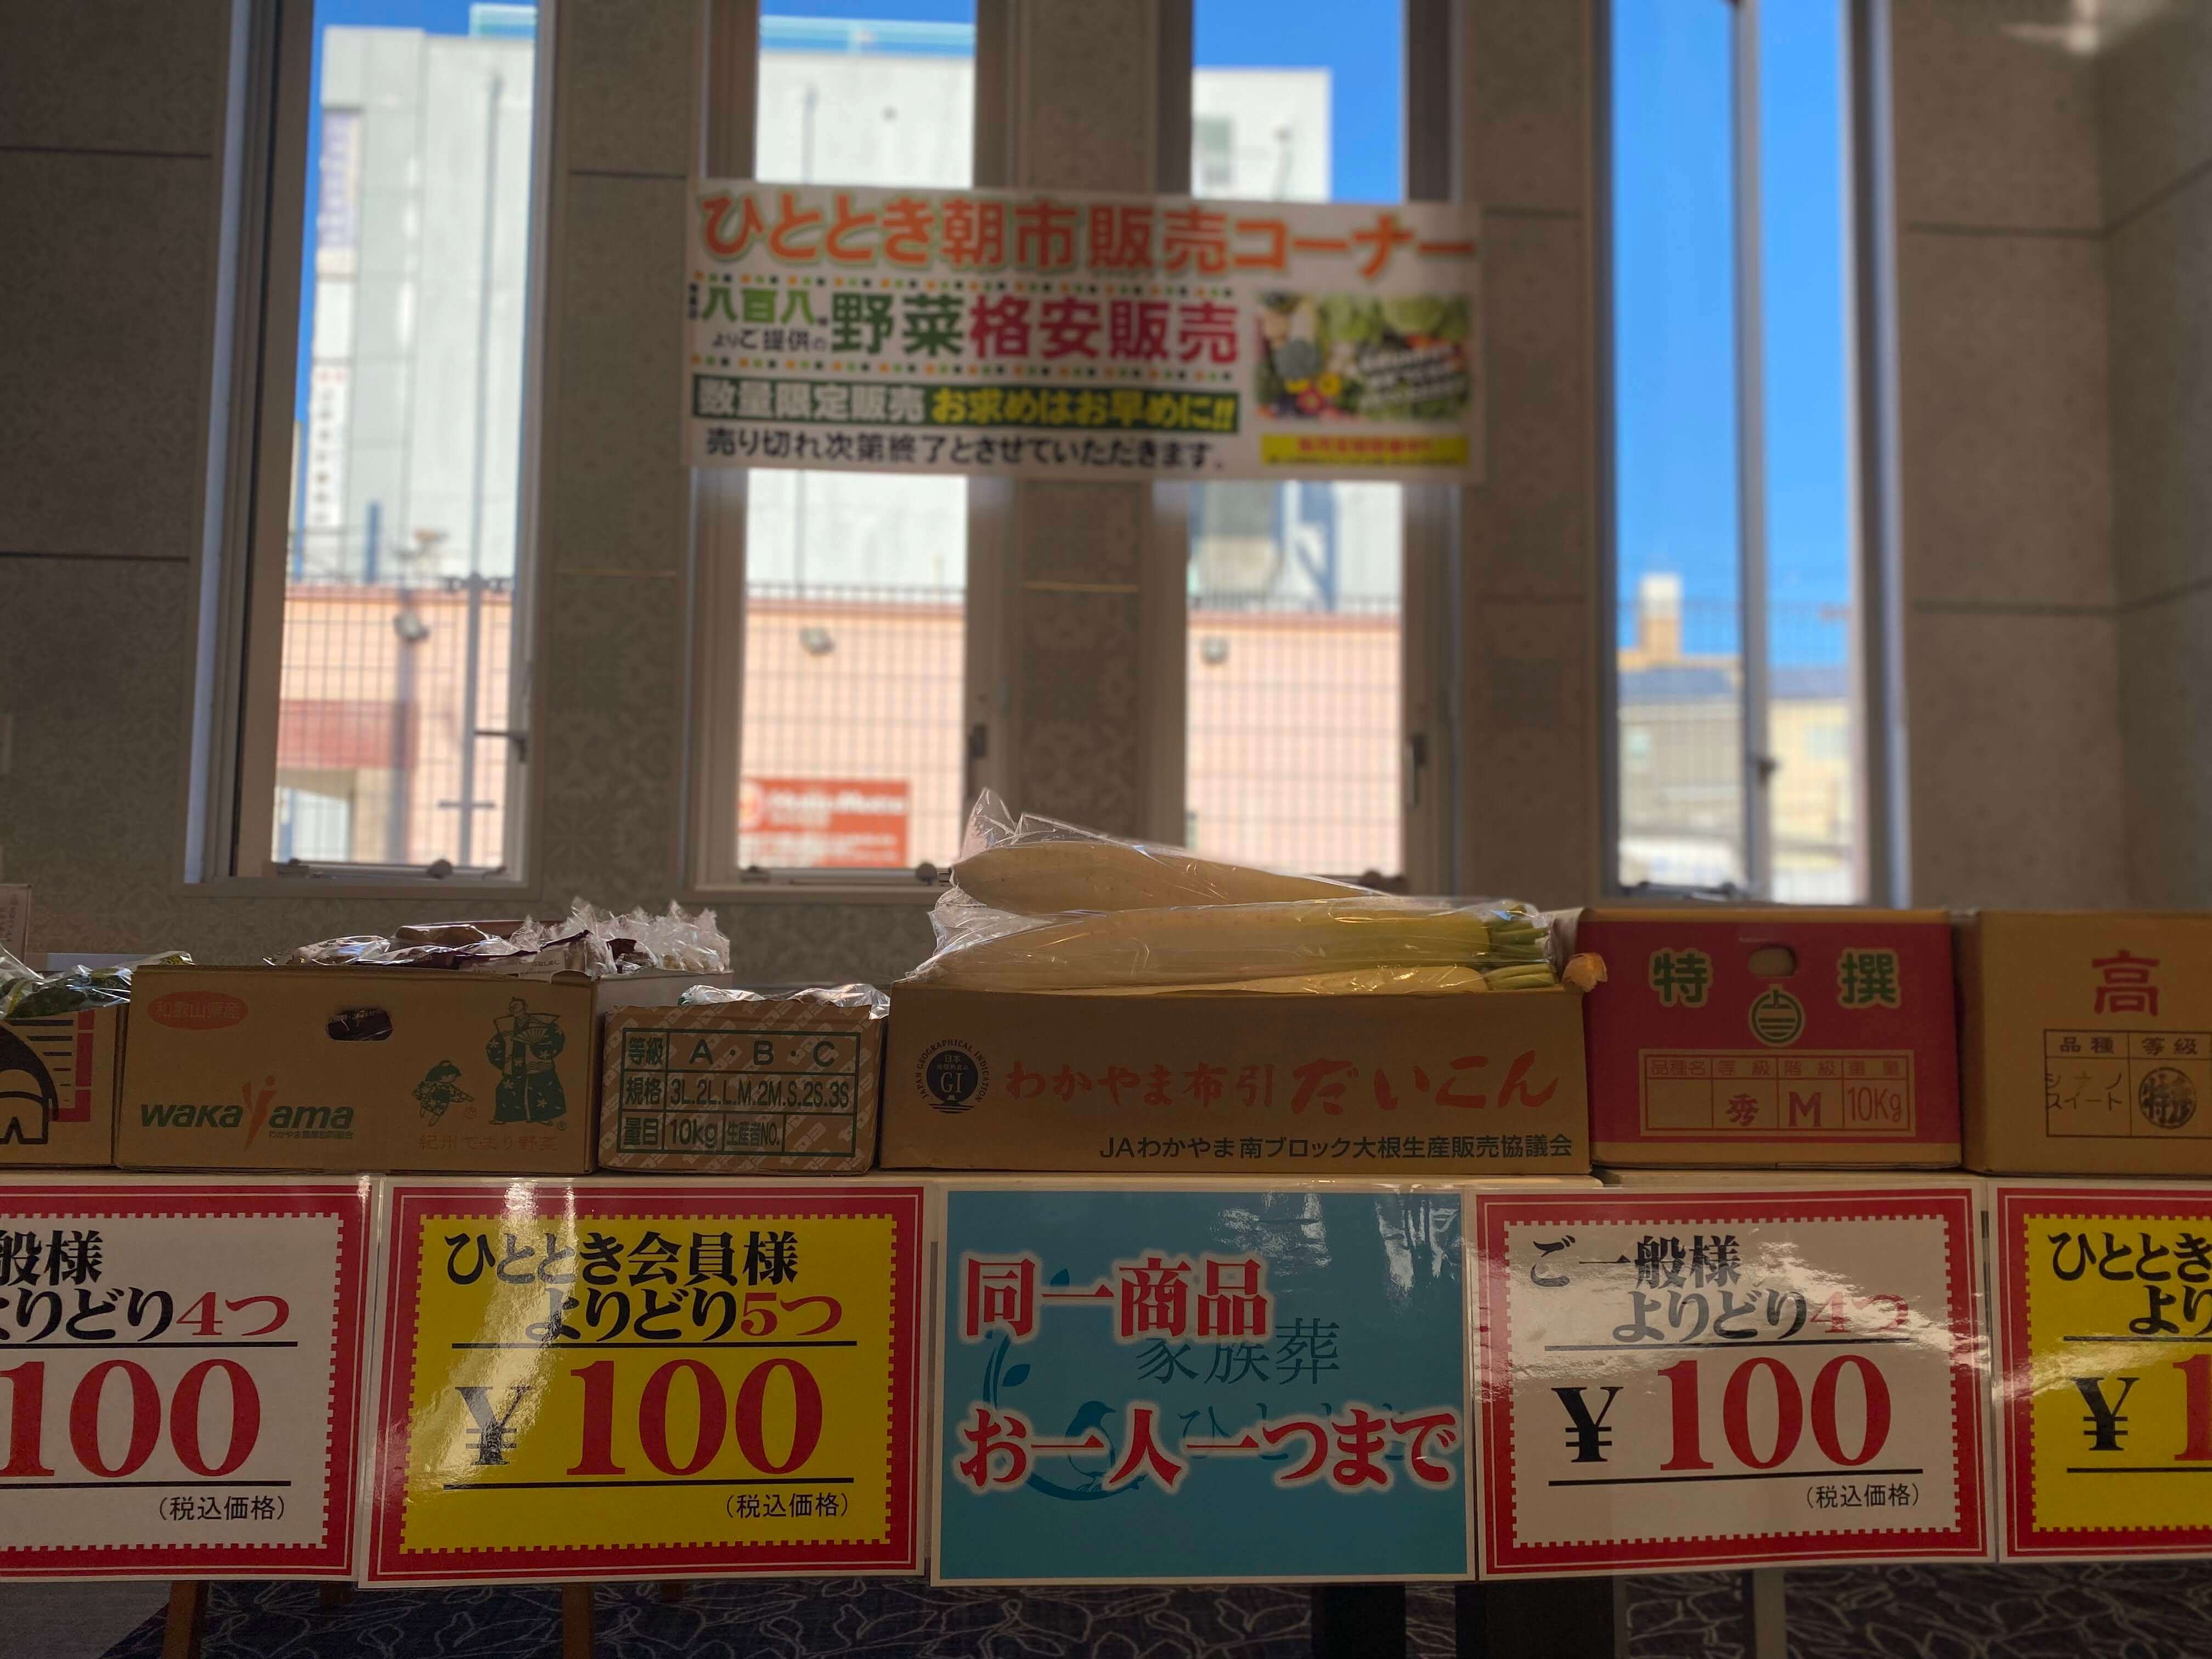 ひととき朝市販売コーナー
八百八様
よりご提供の
野菜格安販売
数量限定販売 お求めはお早めに!!
売り切れ次第終了とさせていただきます。
和歌山県産
wakayama
紀州てまり野菜
等級 A・B・C
規格 3L.2L.L.M.2M.S.2S.3S
量目 10kg 生産者NO.
JAPAN GEOGRAPHICAL INDICATION
日本
GI
わかやま布引だいこん
JAわかやま南ブロック大根生産販売協議会
特撰
品種名 等級 階級 重量
秀 M 10Kg
高
品種 等級
シナノスイート 特秀
般様
よりどり4つ
100
(税込価格)
ひととき会員様
よりどり5つ
¥100
(税込価格)
同一商品
家族葬
お一人一つまで
ご一般様
よりどり4つ
¥100
(税込価格)
ひととき
より
¥1